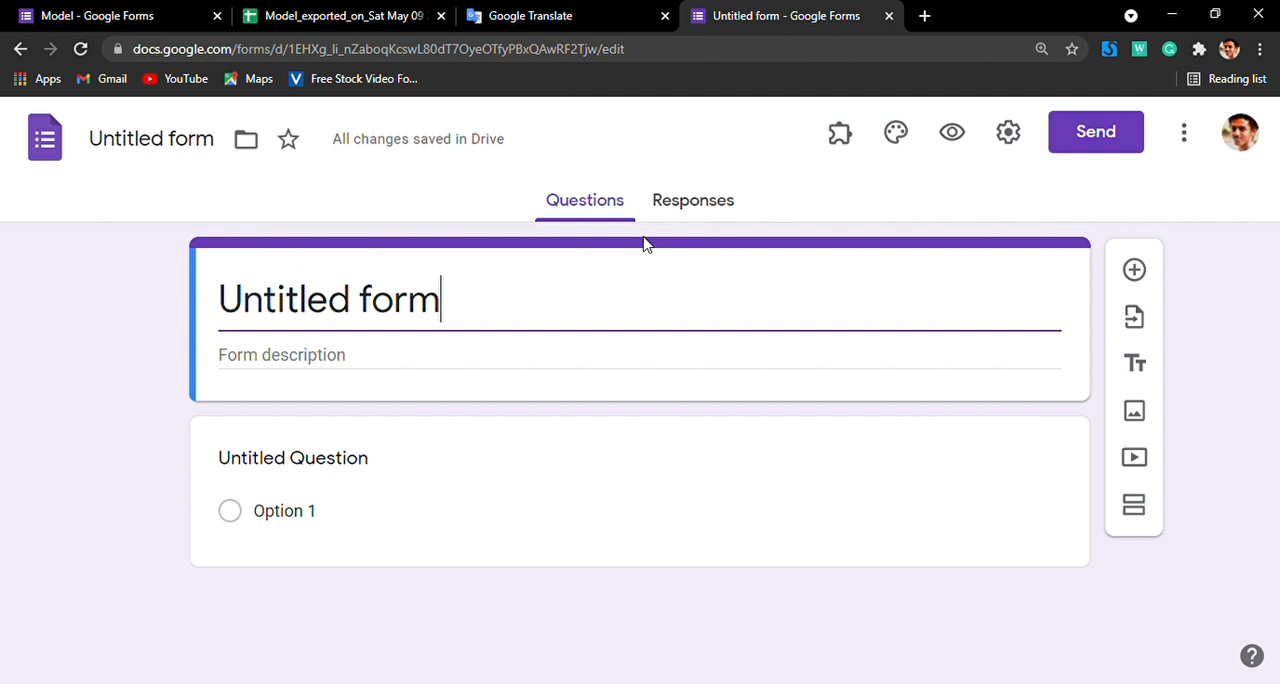 Model - Google Forms
Model_exported_on_Sat May 09
Google Translate
Untitled form - Google Forms
docs.google.com/forms/d/1EHXg_li_nZaboqKcswL80dT7OyeOTfyPBxQAwRF2Tjw/edit
Apps
Gmail
YouTube
Maps
Free Stock Video Fo...
Reading list
Untitled form
All changes saved in Drive
Send
Questions
Responses
Untitled form
Form description
Untitled Question
Option 1